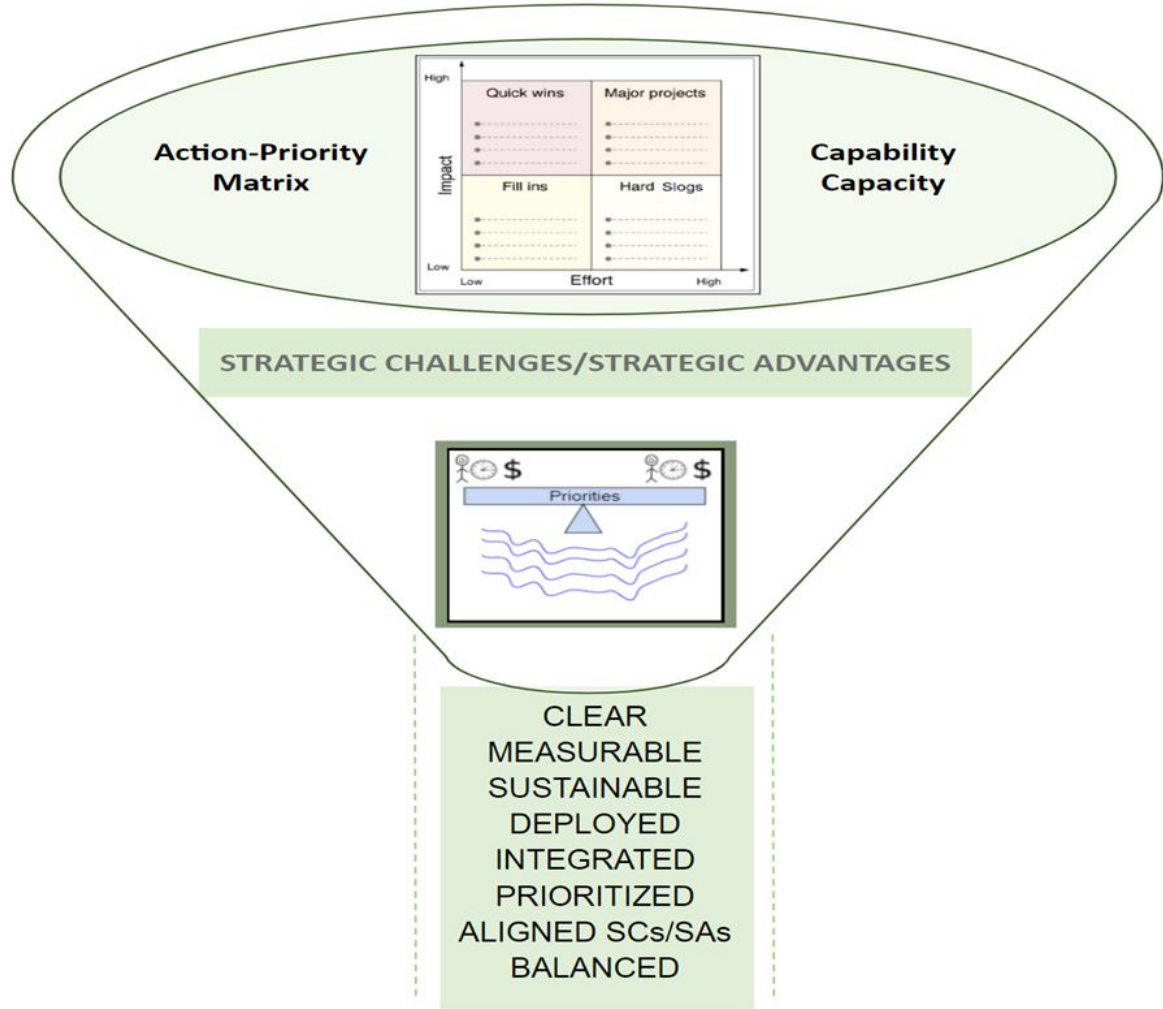 High
Quick wins
Major projects
Action-Priority
Matrix
Impact
Capability
Capacity
Fill ins
Hard Slogs
Low
Low
Effort
High
STRATEGIC CHALLENGES/STRATEGIC ADVANTAGES
$
$
Priorities
CLEAR
MEASURABLE
SUSTAINABLE
DEPLOYED
INTEGRATED
PRIORITIZED
ALIGNED SCs/SAs
BALANCED